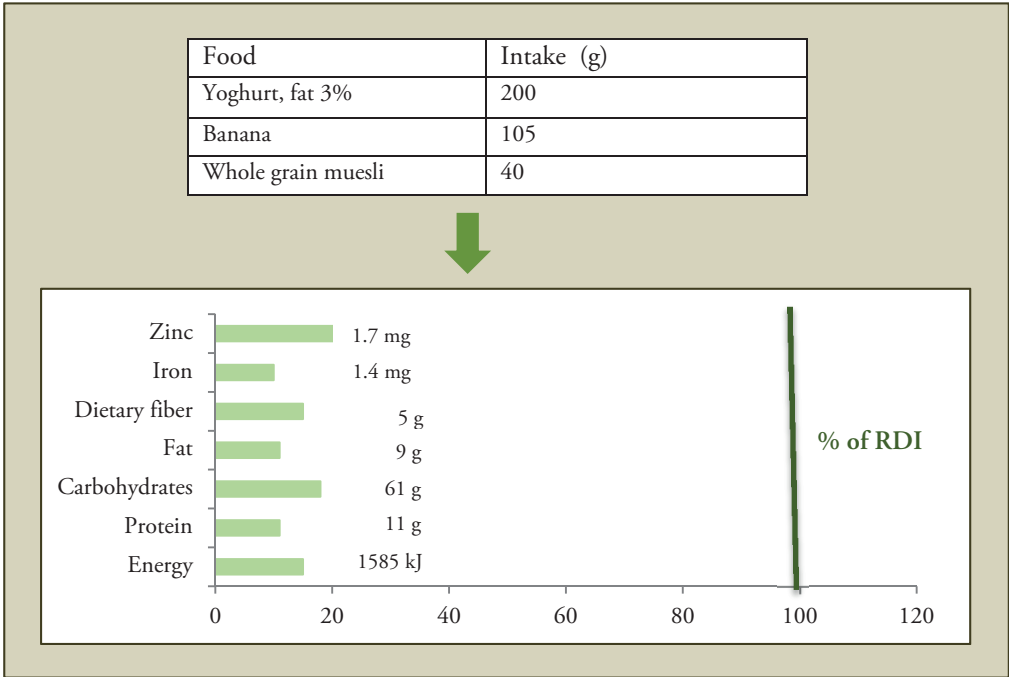 Food Intake (g)
Yoghurt, fat 3% 200
Banana 105
Whole grain muesli 40
Zinc 1.7 mg
Iron 1.4 mg
Dietary fiber 5 g
Fat 9 g
% of RDI
Carbohydrates 61 g
Protein 11 g
Energy 1585 kJ
0 20 40 60 80 100 120